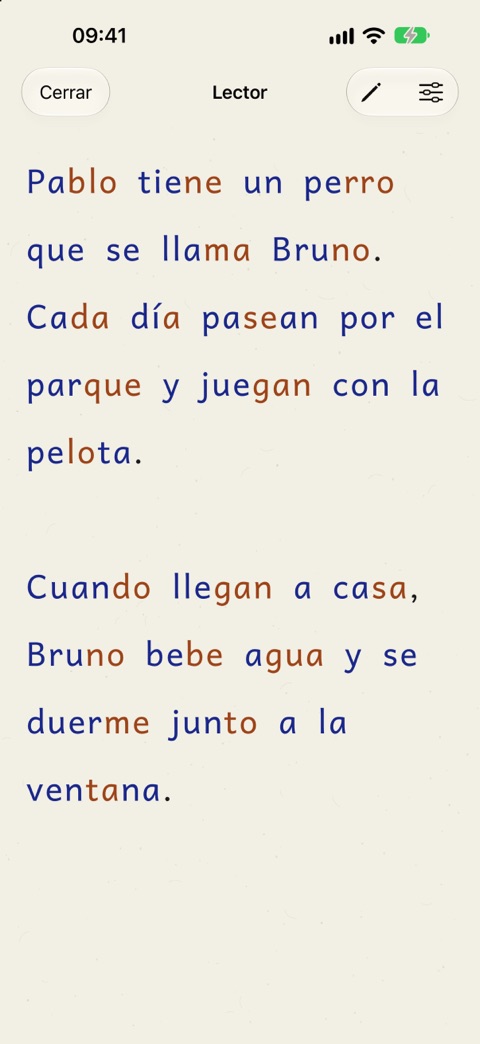 09:41
Cerrar
Lector
Pablo tiene un perro
que se llama Bruno.
Cada día pasean por el
parque y juegan con la
pelota.
Cuando llegan a casa,
Bruno bebe agua y se
duerme junto a la
ventana.